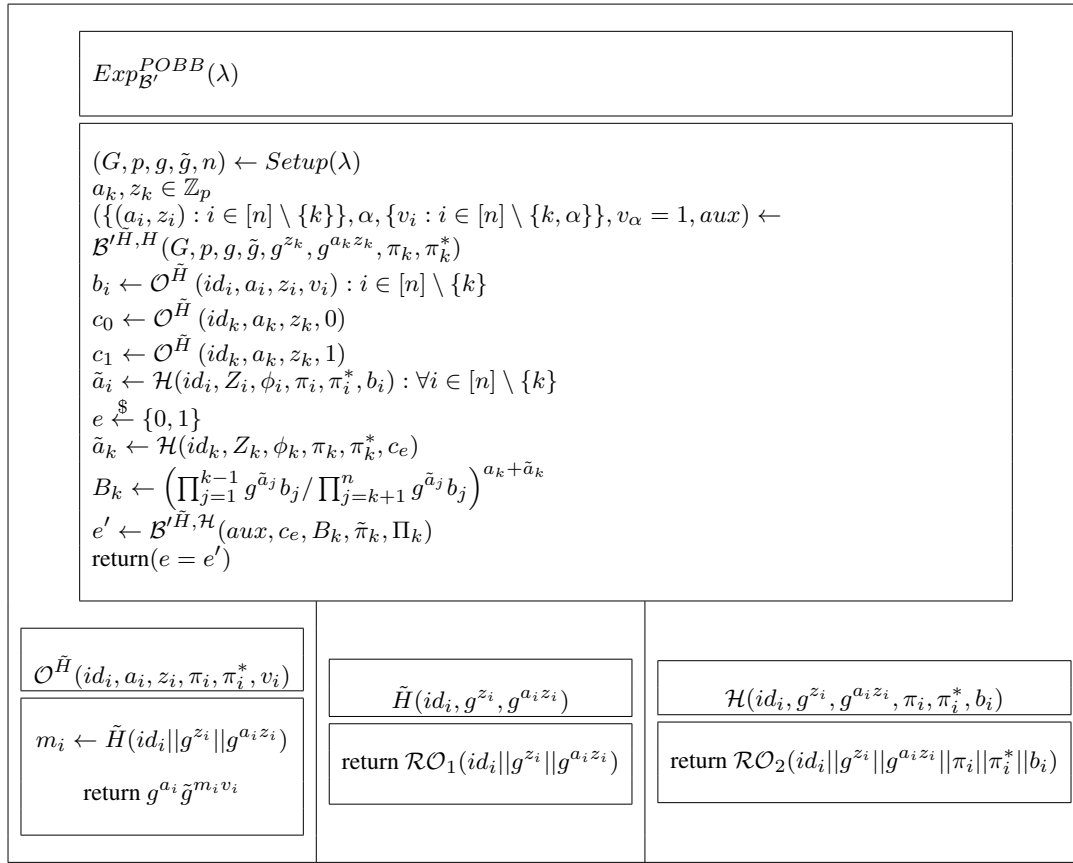 $Exp_{\mathcal{B}'}^{POBB}(\lambda)$
$(G, p, g, \tilde{g}, n) \leftarrow Setup(\lambda)$
$a_k, z_k \in \mathbb{Z}_p$
$(\{(a_i, z_i) : i \in [n] \setminus \{k\}\}, \alpha, \{v_i : i \in [n] \setminus \{k, \alpha\}\}, v_\alpha = 1, aux) \leftarrow$
$\mathcal{B}'^{\tilde{H}, H}(G, p, g, \tilde{g}, g^{z_k}, g^{a_k z_k}, \pi_k, \pi_k^*)$
$b_i \leftarrow \mathcal{O}^{\tilde{H}}(id_i, a_i, z_i, v_i) : i \in [n] \setminus \{k\}$
$c_0 \leftarrow \mathcal{O}^{\tilde{H}}(id_k, a_k, z_k, 0)$
$c_1 \leftarrow \mathcal{O}^{\tilde{H}}(id_k, a_k, z_k, 1)$
$\tilde{a}_i \leftarrow \mathcal{H}(id_i, Z_i, \phi_i, \pi_i, \pi_i^*, b_i) : \forall i \in [n] \setminus \{k\}$
$e \stackrel{\$}{\leftarrow} \{0, 1\}$
$\tilde{a}_k \leftarrow \mathcal{H}(id_k, Z_k, \phi_k, \pi_k, \pi_k^*, c_e)$
$B_k \leftarrow \left(\prod_{j=1}^{k-1} g^{\tilde{a}_j} b_j / \prod_{j=k+1}^{n} g^{\tilde{a}_j} b_j\right)^{a_k + \tilde{a}_k}$
$e' \leftarrow \mathcal{B}'^{\tilde{H}, \mathcal{H}}(aux, c_e, B_k, \tilde{\pi}_k, \Pi_k)$
return$(e = e')$
$\mathcal{O}^{\tilde{H}}(id_i, a_i, z_i, \pi_i, \pi_i^*, v_i)$
$m_i \leftarrow \tilde{H}(id_i || g^{z_i} || g^{a_i z_i})$
return $g^{a_i} \tilde{g}^{m_i v_i}$
$\tilde{H}(id_i, g^{z_i}, g^{a_i z_i})$
return $\mathcal{RO}_1(id_i || g^{z_i} || g^{a_i z_i})$
$\mathcal{H}(id_i, g^{z_i}, g^{a_i z_i}, \pi_i, \pi_i^*, b_i)$
return $\mathcal{RO}_2(id_i || g^{z_i} || g^{a_i z_i} || \pi_i || \pi_i^* || b_i)$